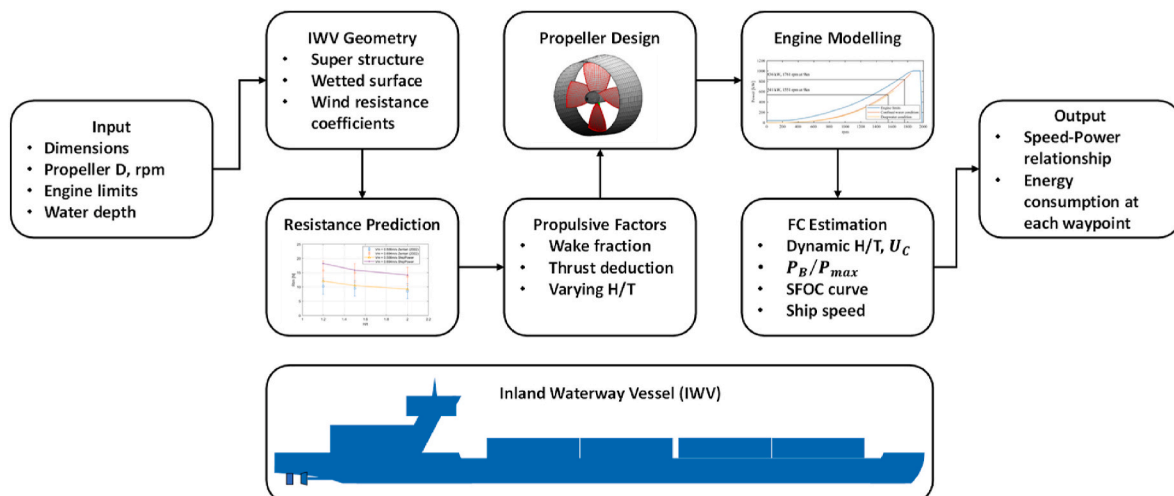 Input
Dimensions
Propeller D, rpm
Engine limits
Water depth
IWV Geometry
Super structure
Wetted surface
Wind resistance
coefficients
Resistance Prediction
Propeller Design
Propulsive Factors
Wake fraction
Thrust deduction
Varying H/T
Engine Modelling
FC Estimation
Dynamic H/T, U_C
P_B/P_max
SFOC curve
Ship speed
Output
Speed-Power
relationship
Energy
consumption at
each waypoint
Inland Waterway Vessel (IWV)